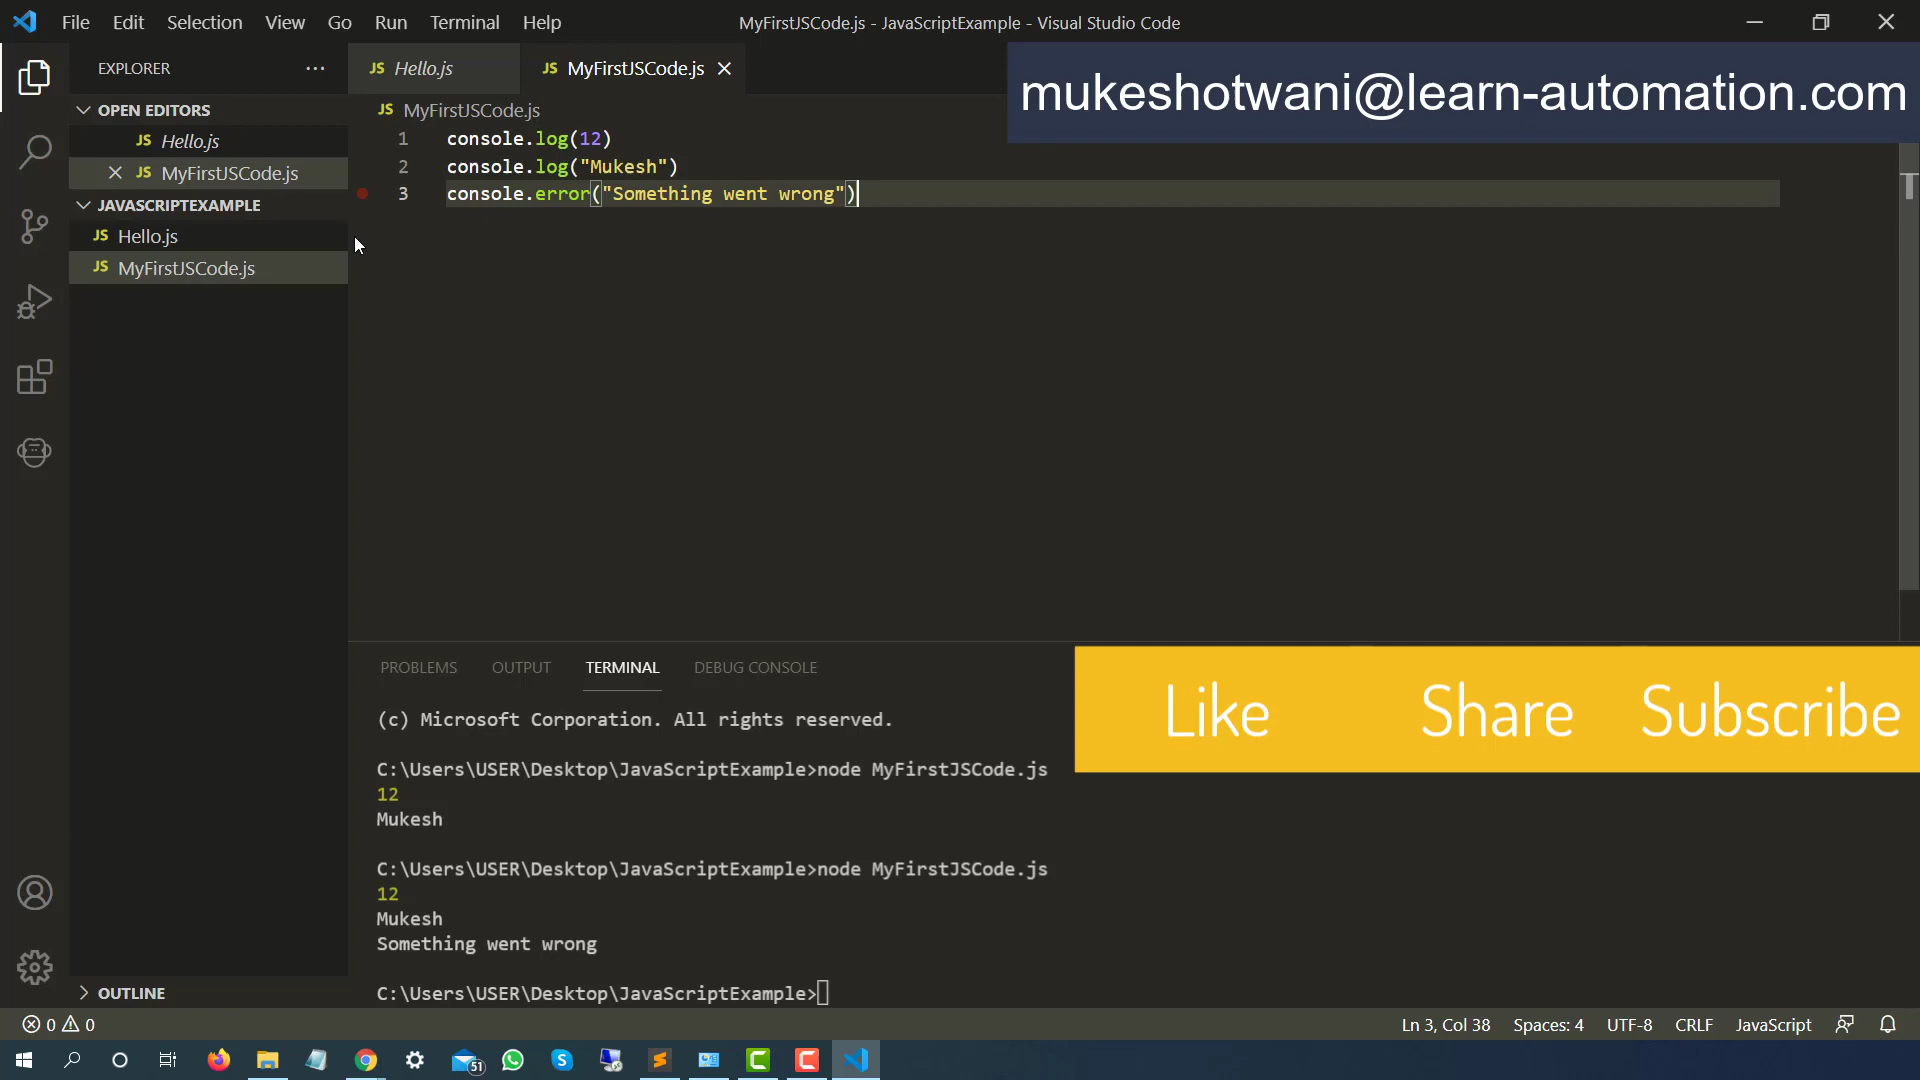 File Edit Selection View Go Run Terminal Help
MyFirstJSCode.js - JavaScriptExample - Visual Studio Code
EXPLORER
OPEN EDITORS
JS Hello.js
JS MyFirstJSCode.js
JAVASCRIPTEXAMPLE
JS Hello.js
JS MyFirstJSCode.js
OUTLINE
JS Hello.js JS MyFirstJSCode.js
mukeshotwani@learn-automation.com
JS MyFirstJSCode.js
1 console.log(12)
2 console.log("Mukesh")
3 console.error("Something went wrong")
PROBLEMS OUTPUT TERMINAL DEBUG CONSOLE
Like Share Subscribe
(c) Microsoft Corporation. All rights reserved.
C:\Users\USER\Desktop\JavaScriptExample>node MyFirstJSCode.js
12
Mukesh
C:\Users\USER\Desktop\JavaScriptExample>node MyFirstJSCode.js
12
Mukesh
Something went wrong
C:\Users\USER\Desktop\JavaScriptExample>
0 0 Ln 3, Col 38 Spaces: 4 UTF-8 CRLF JavaScript
51